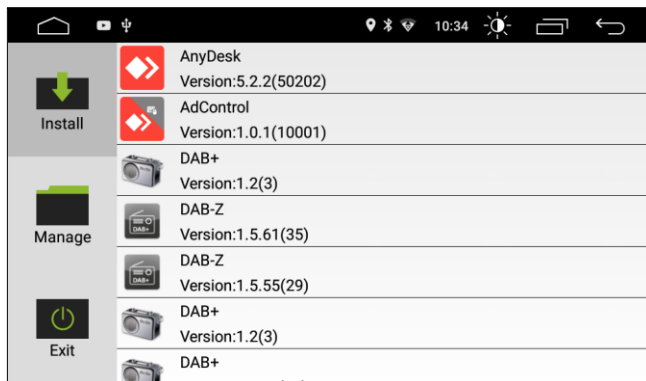 10:34
Install
Manage
Exit
AnyDesk
Version:5.2.2(50202)
AdControl
Version:1.0.1(10001)
DAB+
Version:1.2(3)
DAB-Z
Version:1.5.61(35)
DAB-Z
Version:1.5.55(29)
DAB+
Version:1.2(3)
DAB+